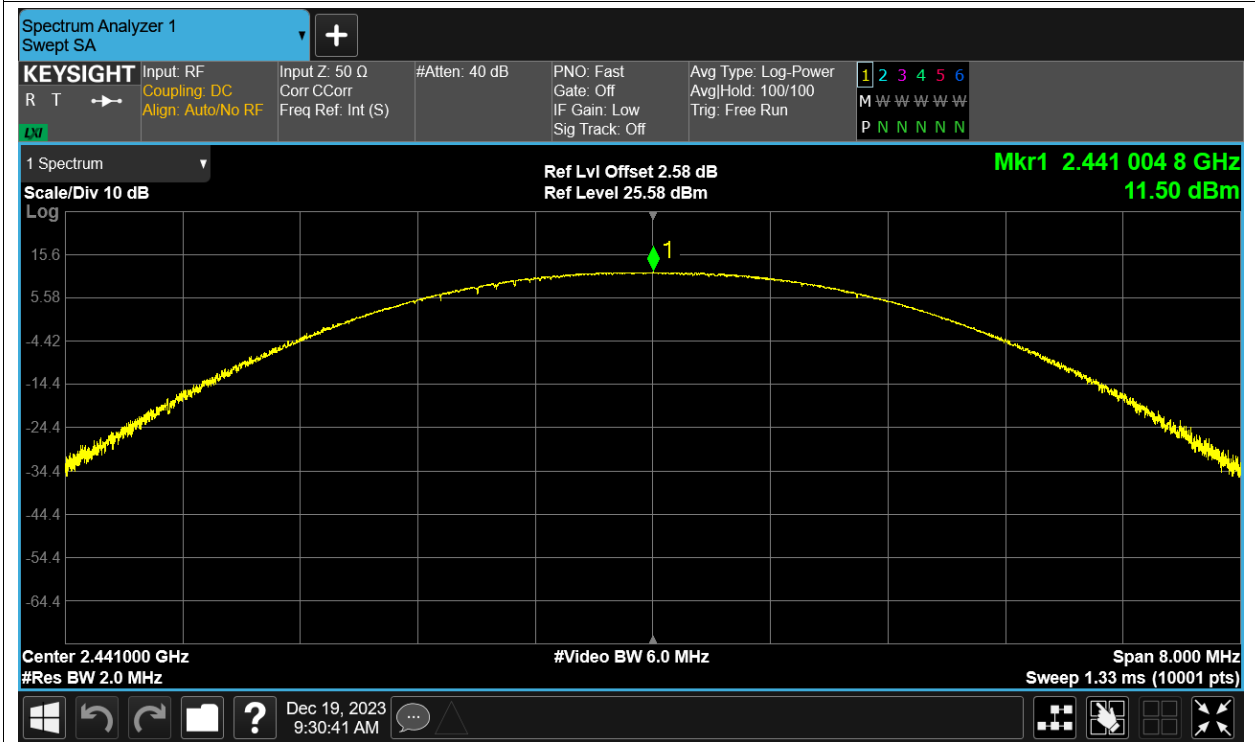 Spectrum Analyzer 1
Swept SA
KEYSIGHT
R T
LXI
Input: RF
Coupling: DC
Align: Auto/No RF
Input Z: 50 Ω
Corr CCorr
Freq Ref: Int (S)
#Atten: 40 dB
PNO: Fast
Gate: Off
IF Gain: Low
Sig Track: Off
Avg Type: Log-Power
Avg|Hold: 100/100
Trig: Free Run
1 2 3 4 5 6
M W W W W W
P N N N N N
1 Spectrum
Scale/Div 10 dB
Log
Ref Lvl Offset 2.58 dB
Ref Level 25.58 dBm
Mkr1 2.441 004 8 GHz
11.50 dBm
1
15.6
5.58
-4.42
-14.4
-24.4
-34.4
-44.4
-54.4
-64.4
Center 2.441000 GHz
#Res BW 2.0 MHz
#Video BW 6.0 MHz
Span 8.000 MHz
Sweep 1.33 ms (10001 pts)
?
Dec 19, 2023
9:30:41 AM